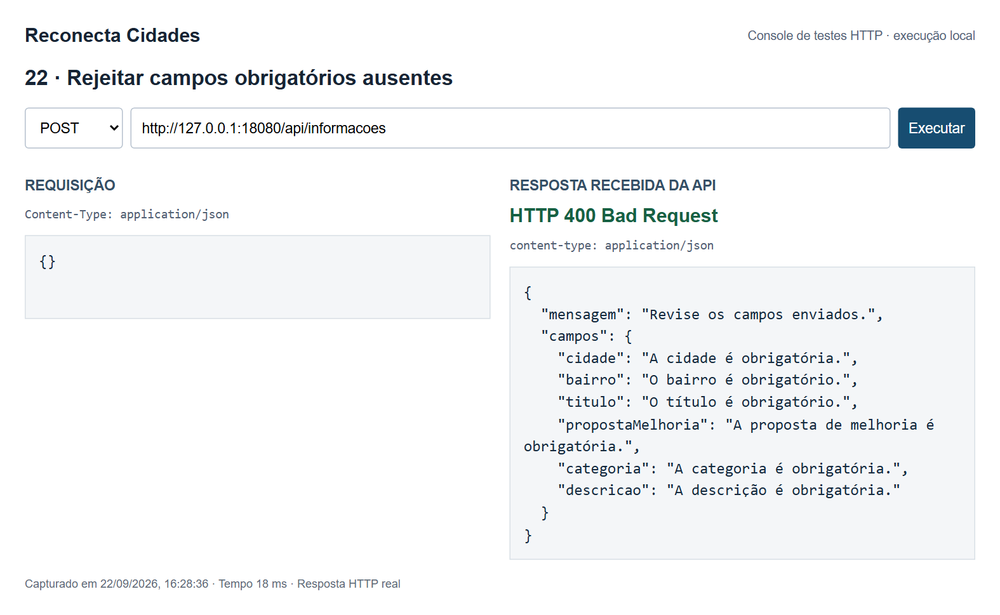 Reconecta Cidades
Console de testes HTTP · execução local
22 · Rejeitar campos obrigatórios ausentes
POST
http://127.0.0.1:18080/api/informacoes
Executar
REQUISIÇÃO
Content-Type: application/json
{}
RESPOSTA RECEBIDA DA API
HTTP 400 Bad Request
content-type: application/json
{
  "mensagem": "Revise os campos enviados.",
  "campos": {
    "cidade": "A cidade é obrigatória.",
    "bairro": "O bairro é obrigatório.",
    "titulo": "O título é obrigatório.",
    "propostaMelhoria": "A proposta de melhoria é
obrigatória.",
    "categoria": "A categoria é obrigatória.",
    "descricao": "A descrição é obrigatória."
  }
}
Capturado em 22/09/2026, 16:28:36 · Tempo 18 ms · Resposta HTTP real